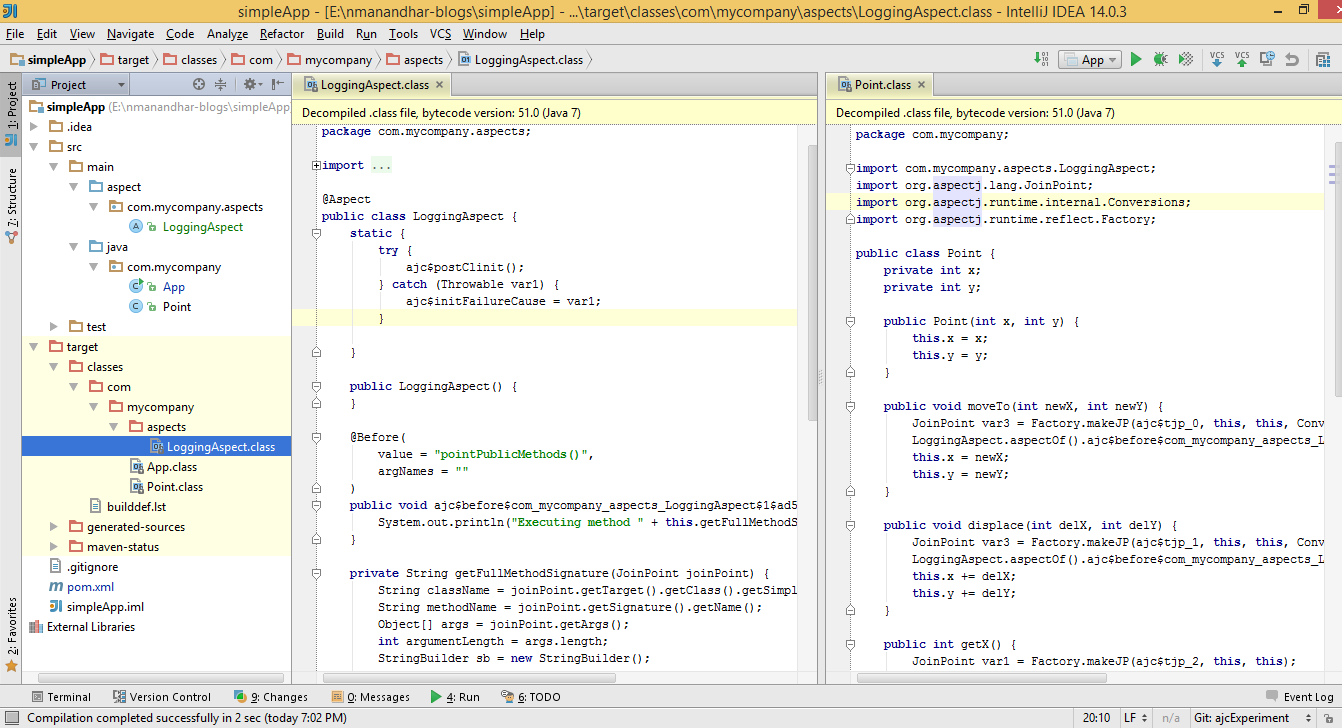 simpleApp - [E:\nmanandhar-blogs\simpleApp] - ...\target\classes\com\mycompany\aspects\LoggingAspect.class - IntelliJ IDEA 14.0.3
File Edit View Navigate Code Analyze Refactor Build Run Tools VCS Window Help
simpleApp target classes com mycompany aspects LoggingAspect.class
App
VCS VCS
1: Project
7: Structure
2: Favorites
Project
simpleApp (E:\nmanandhar-blogs\simpleApp
.idea
src
main
aspect
com.mycompany.aspects
LoggingAspect
java
com.mycompany
App
Point
test
target
classes
com
mycompany
aspects
LoggingAspect.class
App.class
Point.class
builddef.lst
generated-sources
maven-status
.gitignore
pom.xml
simpleApp.iml
External Libraries
LoggingAspect.class
Decompiled .class file, bytecode version: 51.0 (Java 7)
package com.mycompany.aspects;
import ...
@Aspect
public class LoggingAspect {
static {
try {
ajc$postClinit();
} catch (Throwable var1) {
ajc$initFailureCause = var1;
}
}
public LoggingAspect() {
}
@Before(
value = "pointPublicMethods()",
argNames = ""
)
public void ajc$before$com_mycompany_aspects_LoggingAspect$1$ad5
System.out.println("Executing method " + this.getFullMethodS
}
private String getFullMethodSignature(JoinPoint joinPoint) {
String className = joinPoint.getTarget().getClass().getSimpl
String methodName = joinPoint.getSignature().getName();
Object[] args = joinPoint.getArgs();
int argumentLength = args.length;
StringBuilder sb = new StringBuilder();
Point.class
Decompiled .class file, bytecode version: 51.0 (Java 7)
package com.mycompany;
import com.mycompany.aspects.LoggingAspect;
import org.aspectj.lang.JoinPoint;
import org.aspectj.runtime.internal.Conversions;
import org.aspectj.runtime.reflect.Factory;
public class Point {
private int x;
private int y;
public Point(int x, int y) {
this.x = x;
this.y = y;
}
public void moveTo(int newX, int newY) {
JoinPoint var3 = Factory.makeJP(ajc$tjp_0, this, this, Conv
LoggingAspect.aspectOf().ajc$before$com_mycompany_aspects_L
this.x = newX;
this.y = newY;
}
public void displace(int delX, int delY) {
JoinPoint var3 = Factory.makeJP(ajc$tjp_1, this, this, Conv
LoggingAspect.aspectOf().ajc$before$com_mycompany_aspects_L
this.x += delX;
this.y += delY;
}
public int getX() {
JoinPoint var1 = Factory.makeJP(ajc$tjp_2, this, this);
Terminal Version Control 9: Changes 0: Messages 4: Run 6: TODO Event Log
Compilation completed successfully in 2 sec (today 7:02 PM) 20:10 LF n/a Git: ajcExperiment